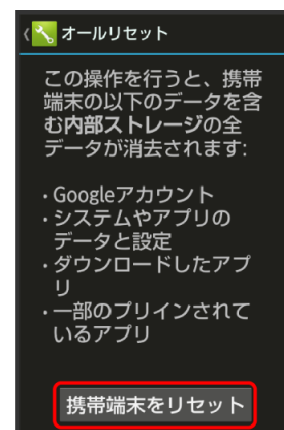 オールリセット
この操作を行うと、携帯
端末の以下のデータを含
む内部ストレージの全
データが消去されます:
・Googleアカウント
・システムやアプリの
データと設定
・ダウンロードしたアプ
リ
・一部のプリインされて
いるアプリ
携帯端末をリセット